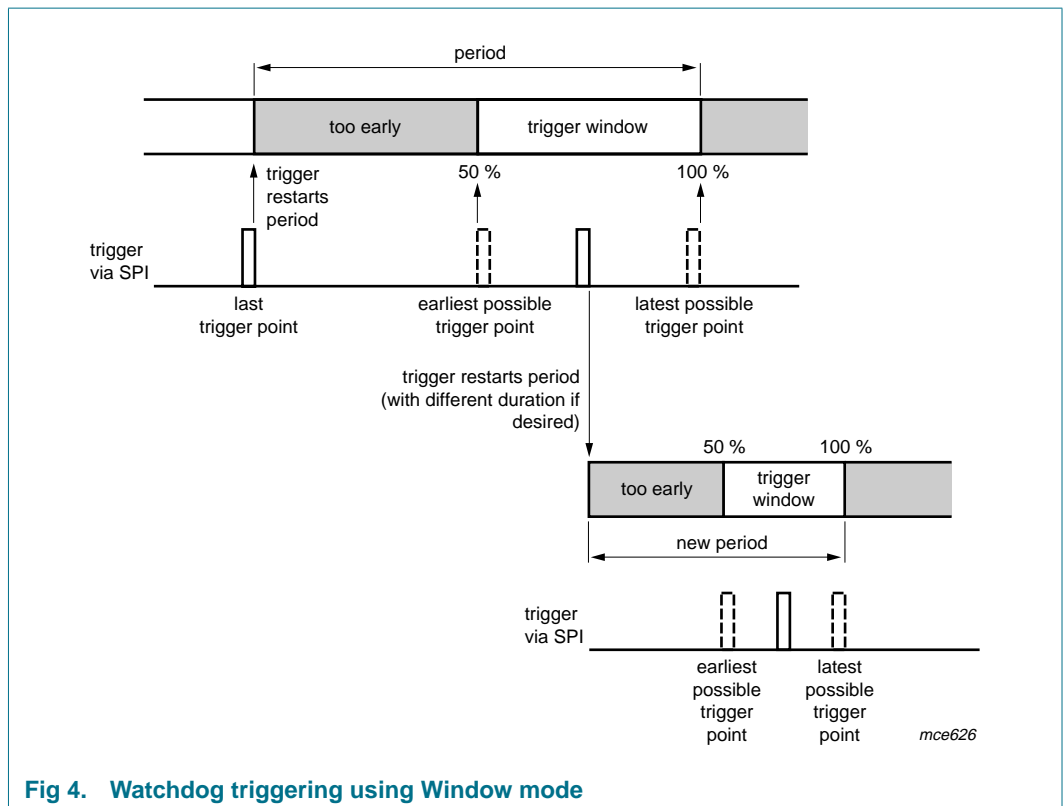 period
too early
trigger window
trigger
restarts
period
50 %
100 %
trigger
via SPI
last
trigger point
earliest possible
trigger point
latest possible
trigger point
trigger restarts period
(with different duration if
desired)
50 %
100 %
too early
trigger
window
new period
trigger
via SPI
earliest
possible
trigger
point
latest
possible
trigger
point
mce626
Fig 4. Watchdog triggering using Window mode